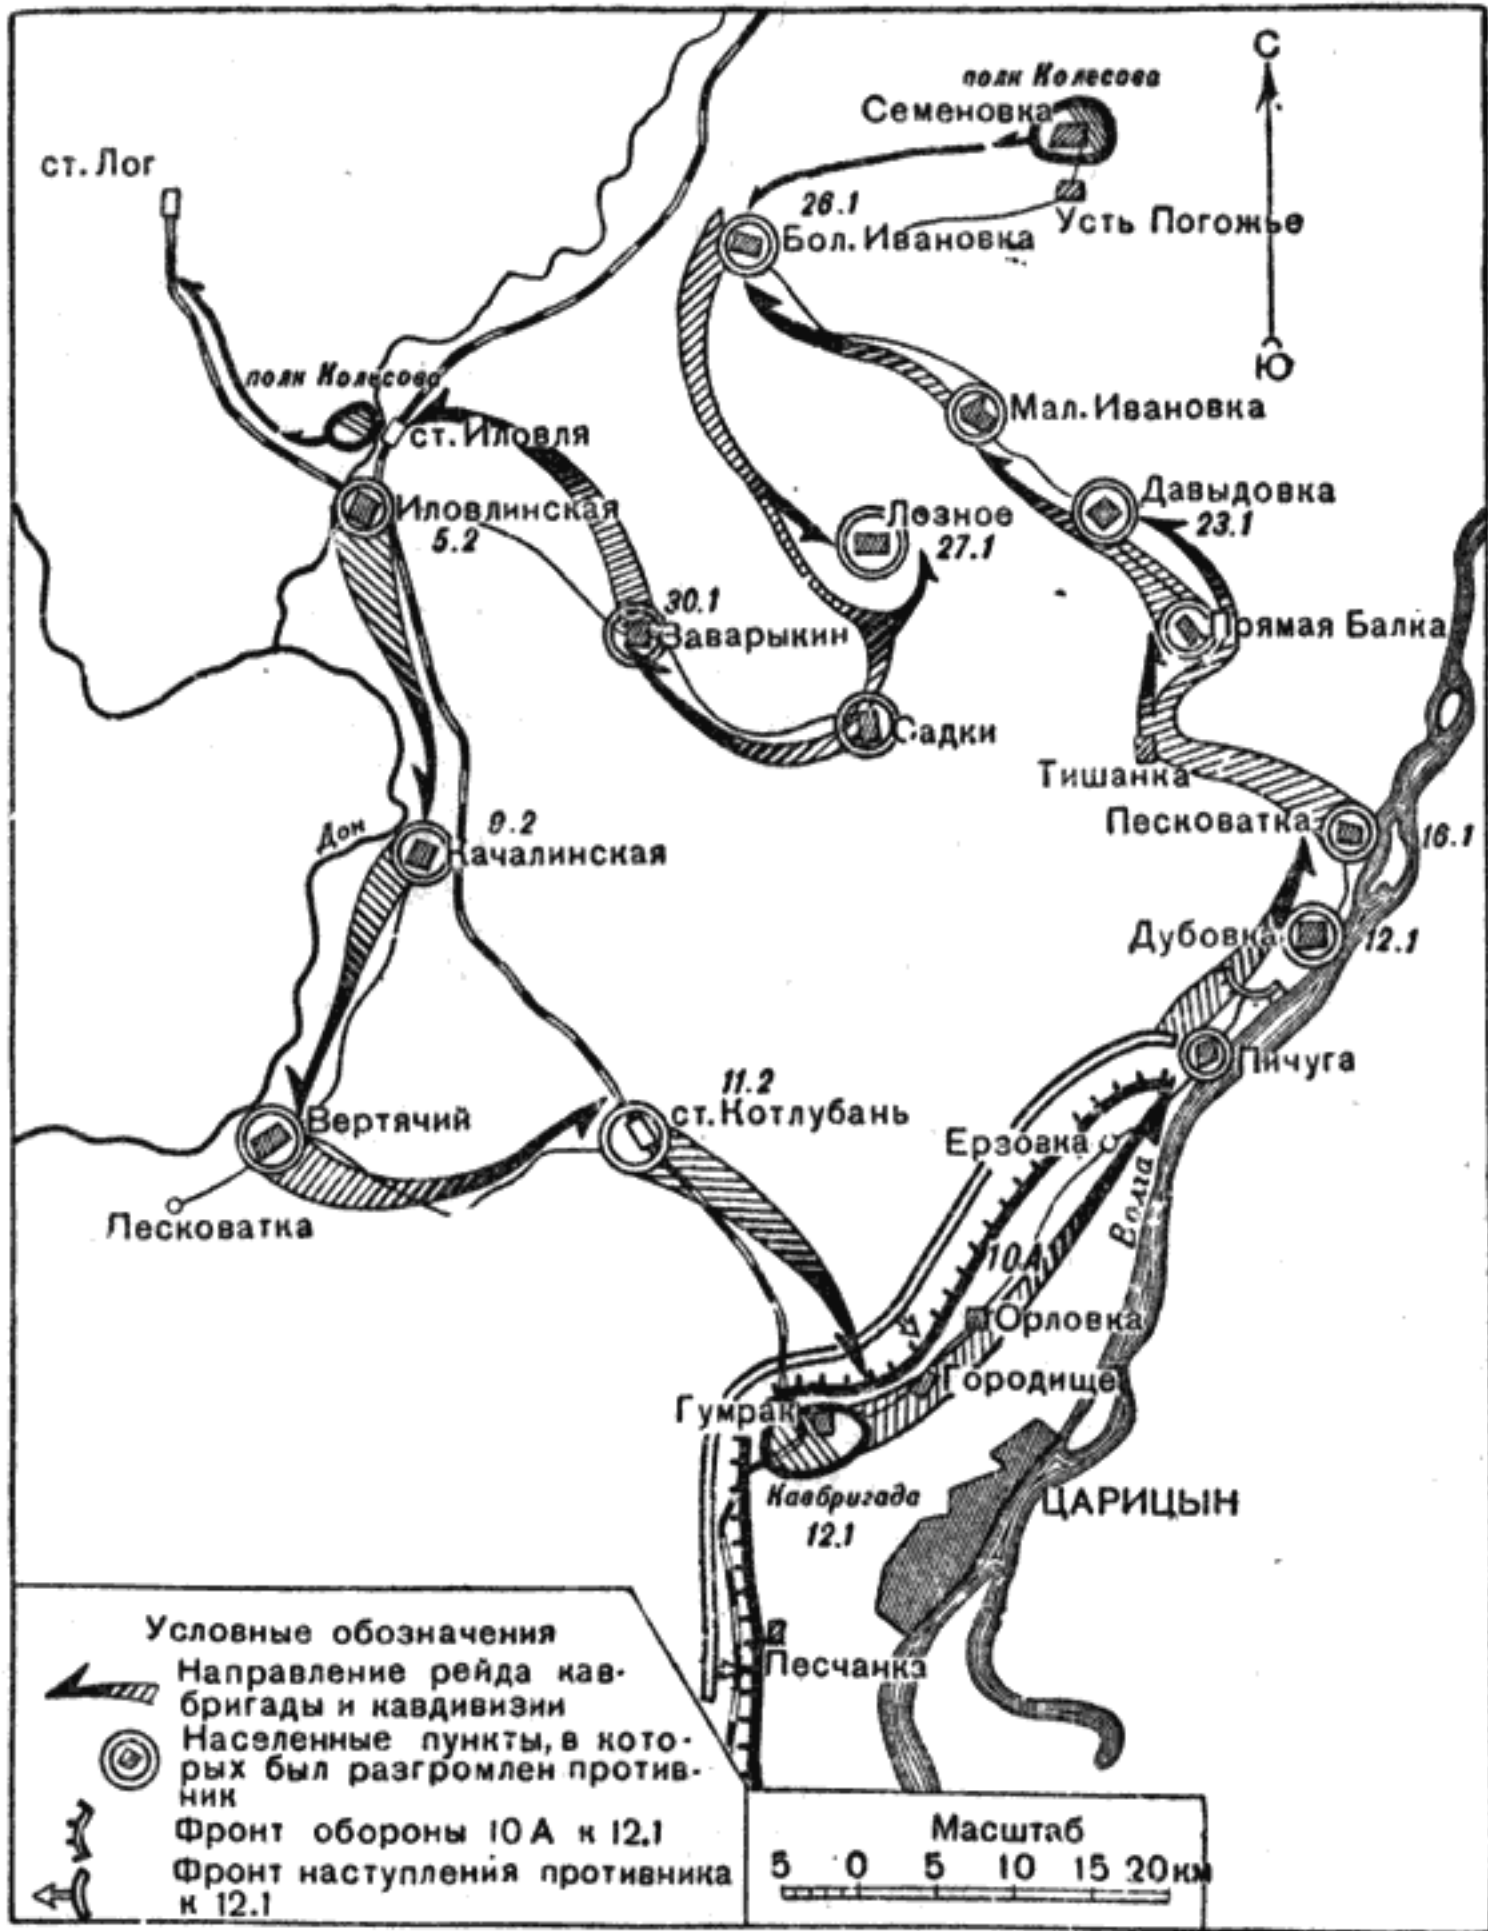 С
полк Колесова
Семеновка
ст. Лог
26.1
Усть Погожье
Бол. Ивановка
Ю
полк Колесова
Мал. Ивановка
ст. Иловля
Давыдовка
23.1
Иловлинская
5.2
Лозное
27.1
30.1
Заварыкин
Прямая Балка
Садки
Тишанка
Песковатка
16.1
Дон
9.2
Качалинская
Дубовка
12.1
Пичуга
11.2
ст. Котлубань
Вертячий
Ерзовка
Волга
Песковатка
10А
Орловка
Городище
Гумрак
Кавбригада
12.1
ЦАРИЦЫН
Песчанка
Условные обозначения
Направление рейда кав-
бригады и кавдивизии
Населенные пункты, в кото-
рых был разгромлен против-
ник
Фронт обороны 10 А к 12.1
Фронт наступления противника
к 12.1
Масштаб
5 0 5 10 15 20 км